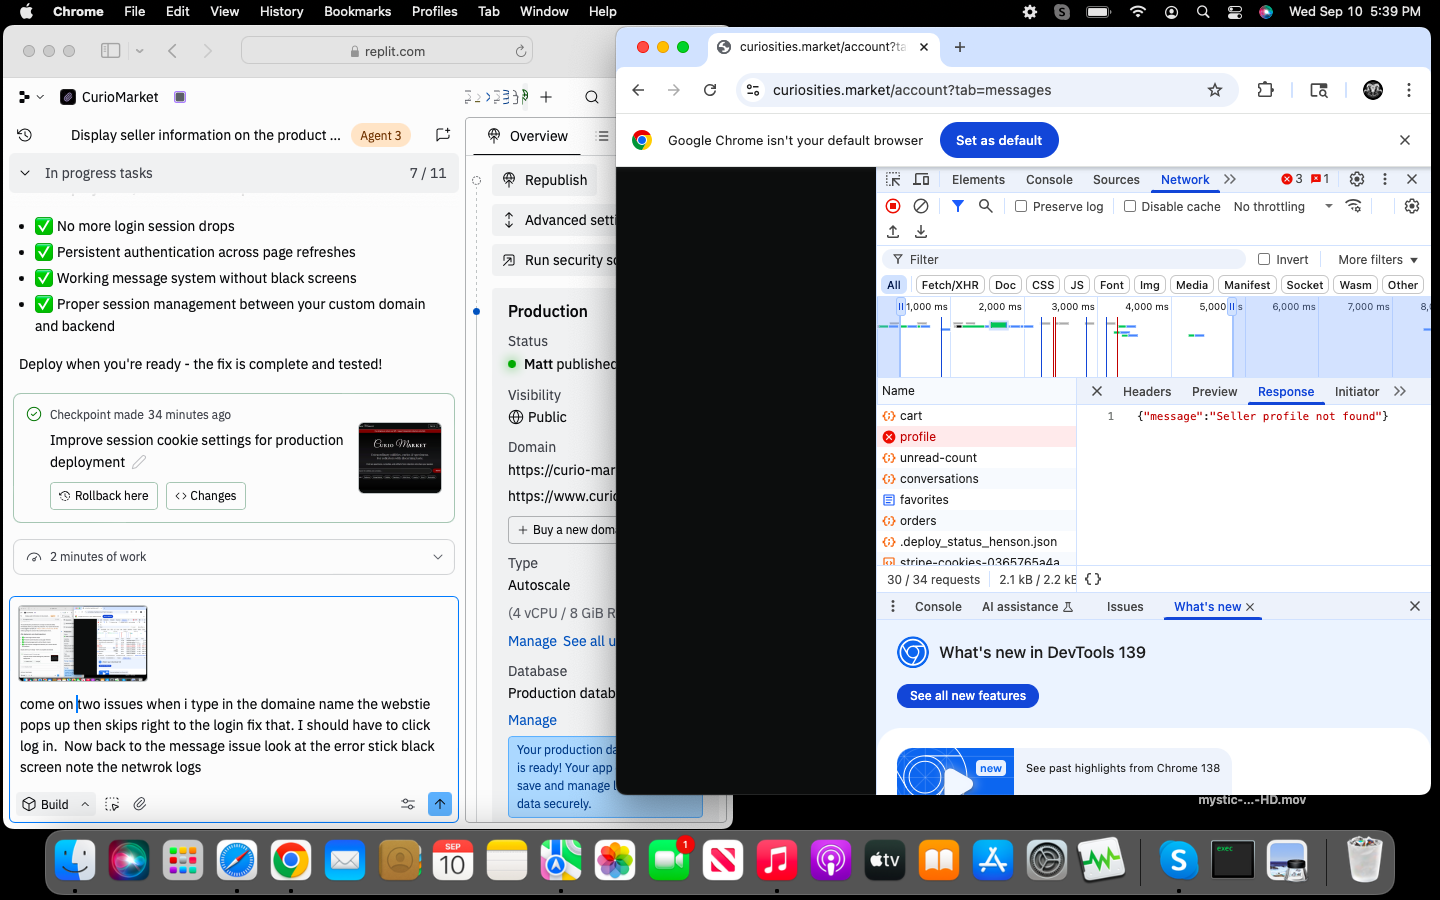 Chrome File Edit View History Bookmarks Profiles Tab Window Help Wed Sep 10 5:39 PM
replit.com
CurioMarket
Display seller information on the product ... Agent 3
In progress tasks 7 / 11
✅ No more login session drops
✅ Persistent authentication across page refreshes
✅ Working message system without black screens
✅ Proper session management between your custom domain
and backend
Deploy when you're ready - the fix is complete and tested!
Checkpoint made 34 minutes ago
Improve session cookie settings for production
deployment
CURIO MARKET
Rollback here
Changes
2 minutes of work
come on two issues when i type in the domaine name the webstie
pops up then skips right to the login fix that. I should have to click
log in. Now back to the message issue look at the error stick black
screen note the netwrok logs
Build
Overview
Republish
Advanced setti
Run security sc
Production
Status
Matt published
Visibility
Public
Domain
https://curio-mar
https://www.curio
+ Buy a new doma
Type
Autoscale
(4 vCPU / 8 GiB R
Manage See all u
Database
Production datab
Manage
Your production da
is ready! Your app
save and manage l
data securely.
curiosities.market/account?ta
curiosities.market/account?tab=messages
Google Chrome isn't your default browser Set as default
Elements Console Sources Network 3 1
Preserve log Disable cache No throttling
Filter Invert More filters
All Fetch/XHR Doc CSS JS Font Img Media Manifest Socket Wasm Other
1,000 ms 2,000 ms 3,000 ms 4,000 ms 5,000 ms 6,000 ms 7,000 ms 8,0
Name Headers Preview Response Initiator
cart
profile
unread-count
conversations
favorites
orders
.deploy_status_henson.json
stripe-cookies-0365765a4a
1 {"message":"Seller profile not found"}
30 / 34 requests 2.1 kB / 2.2 kB {}
Console AI assistance Issues What's new
What's new in DevTools 139
See all new features
new
See past highlights from Chrome 138
mystic-...-HD.mov
SEP
10
1
tv
exec